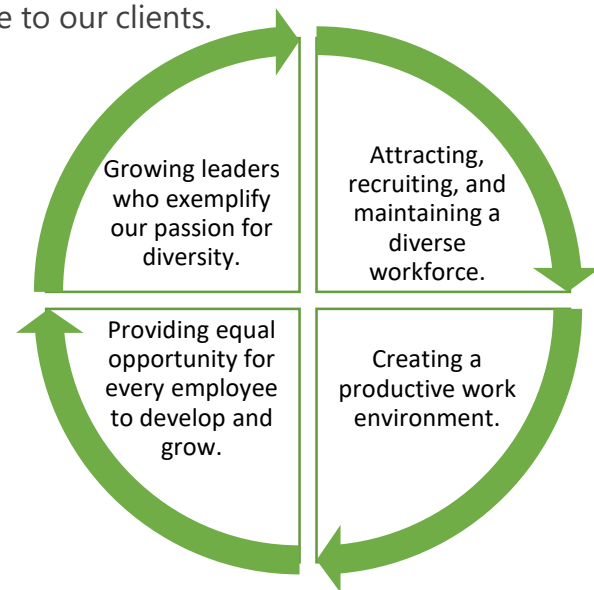 e to our clients.
Growing leaders
who exemplify
our passion for
diversity.
Attracting,
recruiting, and
maintaining a
diverse
workforce.
Providing equal
opportunity for
every employee
to develop and
grow.
Creating a
productive work
environment.